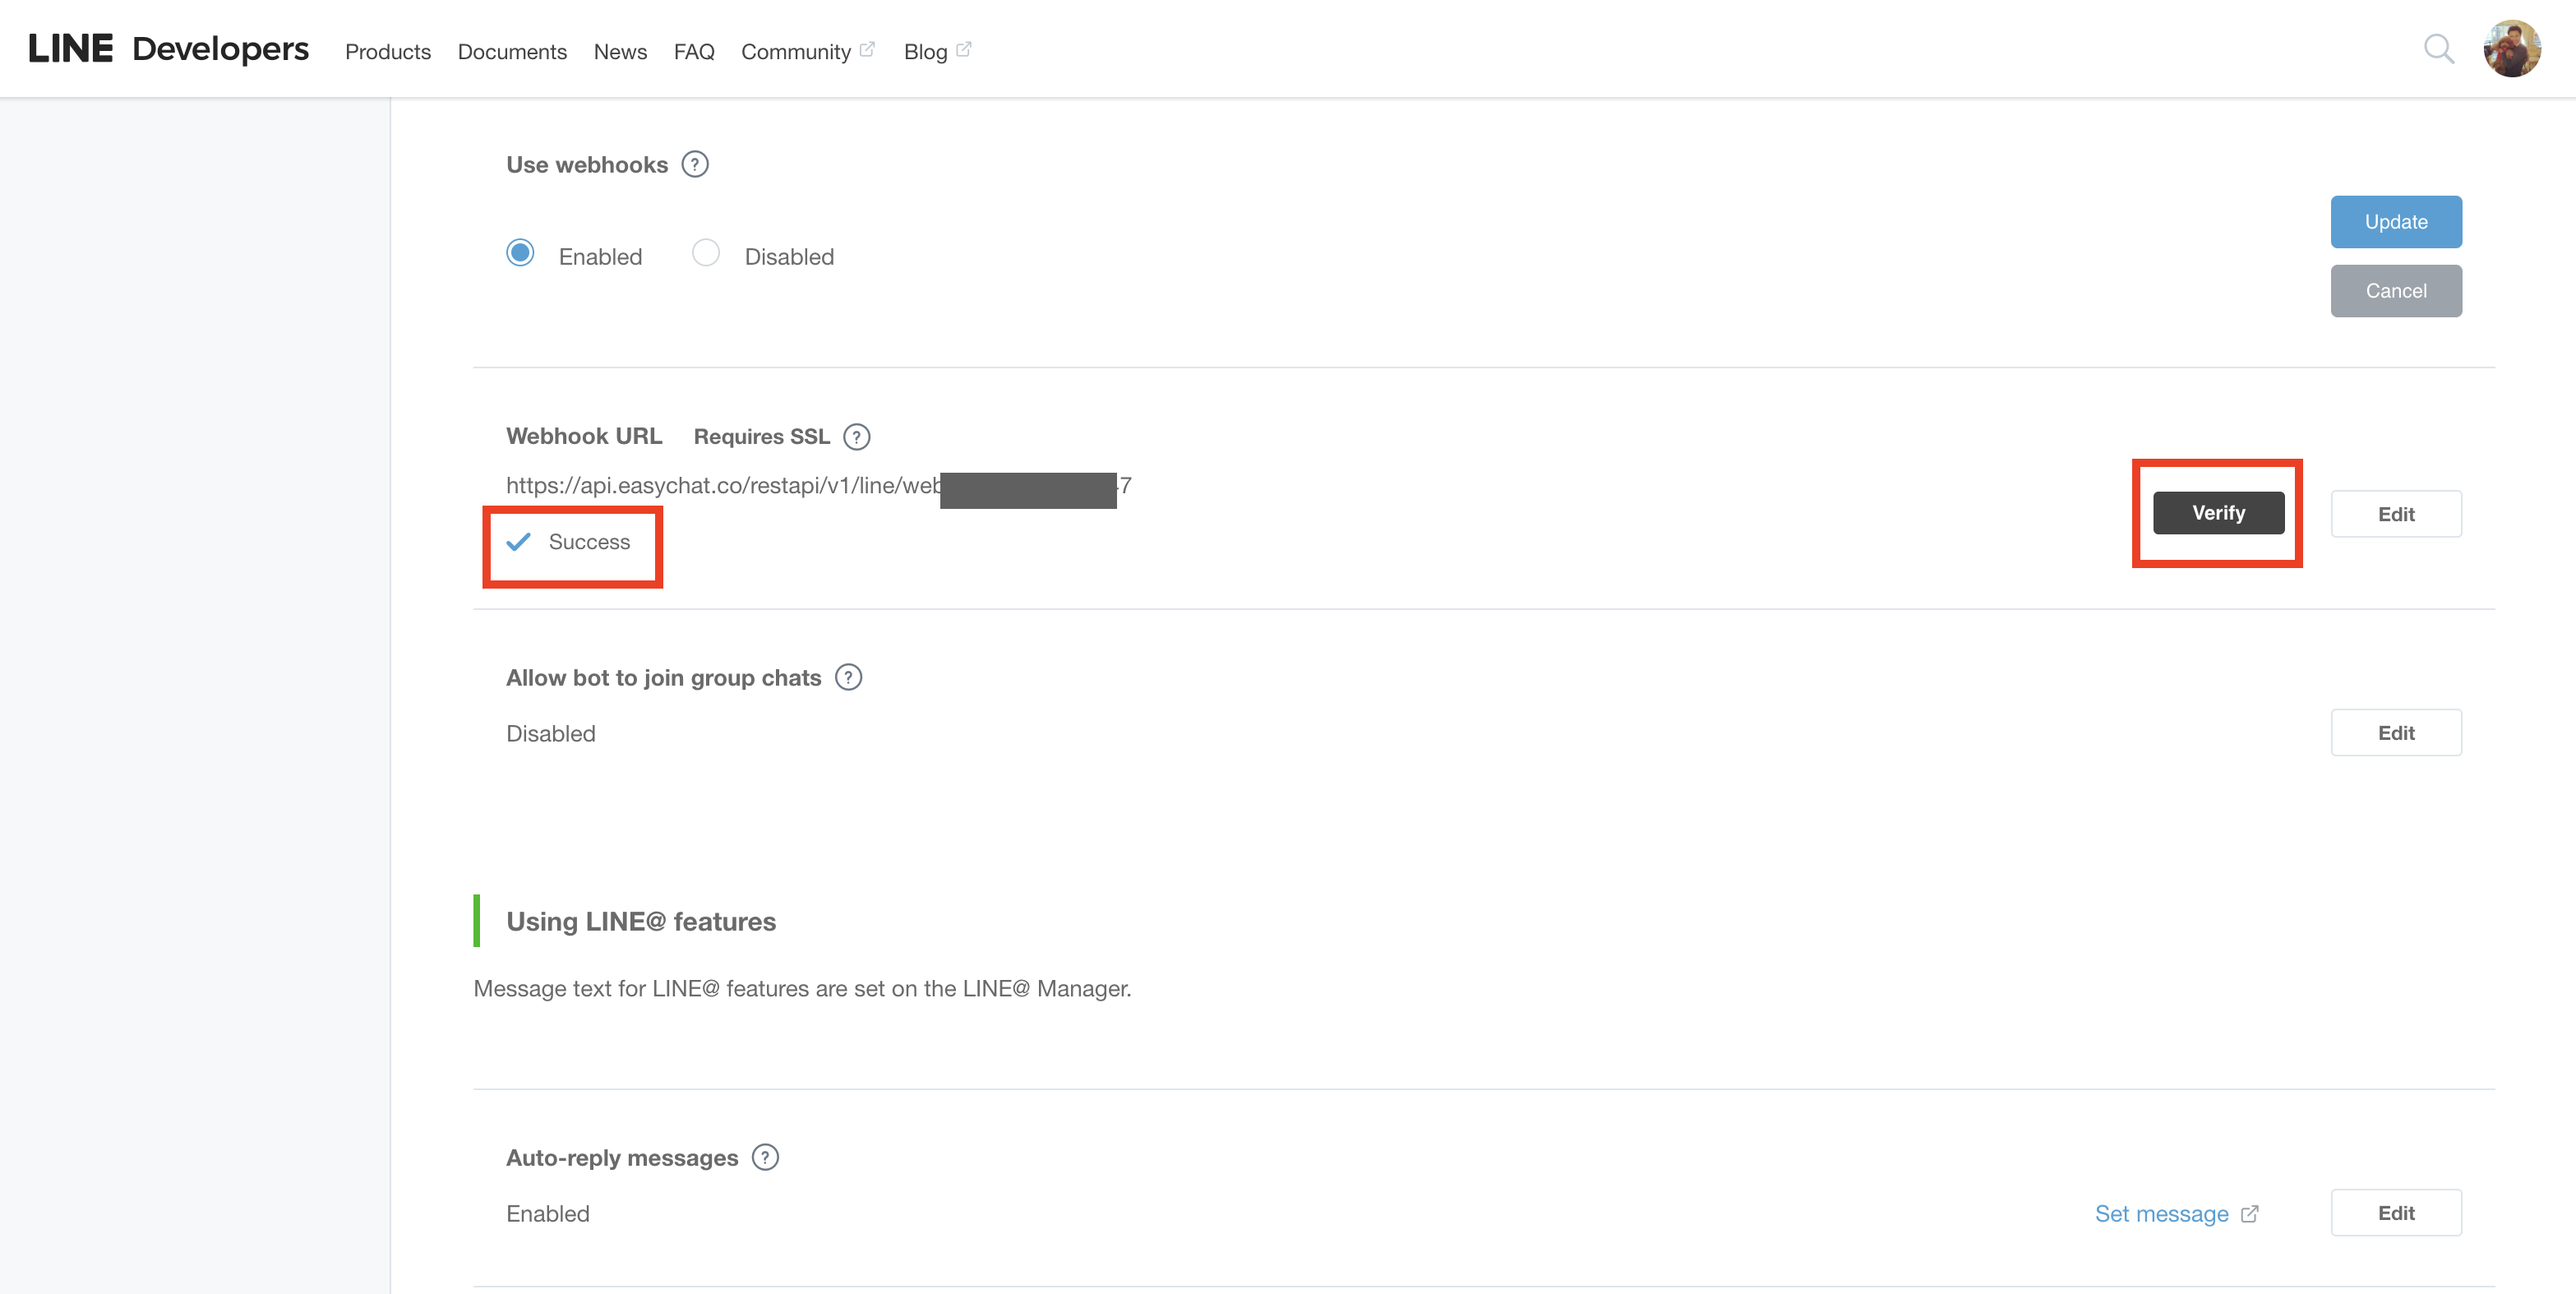 LINE Developers Products Documents News FAQ Community Blog
Use webhooks ?
Update
Enabled Disabled
Cancel
Webhook URL Requires SSL ?
https://api.easychat.co/restapi/v1/line/web 7
Verify Edit
Success
Allow bot to join group chats ?
Disabled Edit
Using LINE@ features
Message text for LINE@ features are set on the LINE@ Manager.
Auto-reply messages ?
Enabled Set message Edit